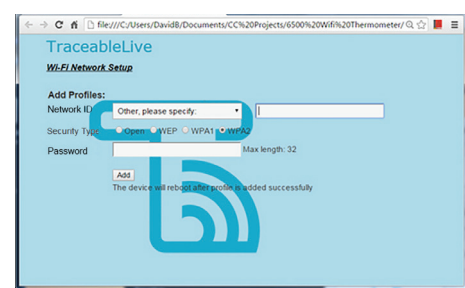 file:///C:/Users/DavidB/Documents/CC%20Projects/6500%20Wifi%20Thermometer/
TraceableLive
Wi-Fi Network Setup
Add Profiles:
Network ID Other, please specify:
Security Type Open WEP WPA1 WPA2
Password Max length: 32
Add
The device will reboot after profile is added successfully